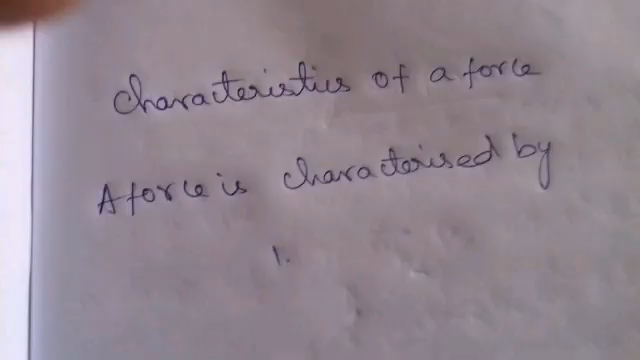 characteristics of a force
A force is characterised by
1.